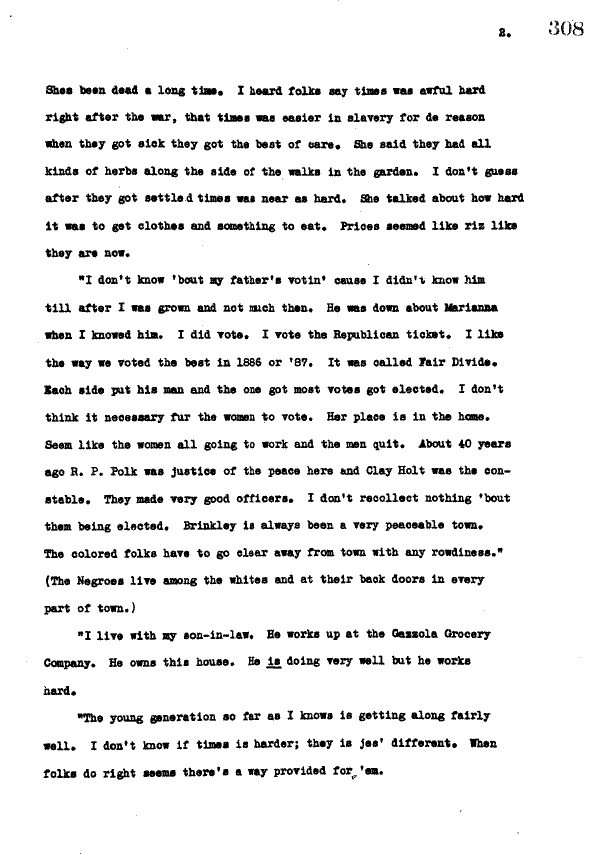 2. 308
Shes been dead a long time. I heard folks say times was awful hard
right after the war, that times was easier in slavery for de reason
when they got sick they got the best of care. She said they had all
kinds of herbs along the side of the walks in the garden. I don't guess
after they got settled times was near as hard. She talked about how hard
it was to get clothes and something to eat. Prices seemed like riz like
they are now.
"I don't know 'bout my father's votin' cause I didn't know him
till after I was grown and not much then. He was down about Marianna
when I knowed him. I did vote. I vote the Republican ticket. I like
the way we voted the best in 1886 or '87. It was called Fair Divide.
Each side put his man and the one got most votes got elected. I don't
think it necessary fur the women to vote. Her place is in the home.
Seem like the women all going to work and the men quit. About 40 years
ago R. P. Polk was justice of the peace here and Clay Holt was the con-
stable. They made very good officers. I don't recollect nothing 'bout
them being elected. Brinkley is always been a very peaceable town.
The colored folks have to go clear away from town with any rowdiness."
(The Negroes live among the whites and at their back doors in every
part of town.)
"I live with my son-in-law. He works up at the Gazzola Grocery
Company. He owns this house. He is doing very well but he works
hard.
"The young generation so far as I knows is getting along fairly
well. I don't know if times is harder; they is jes' different. When
folks do right seems there's a way provided for 'em.